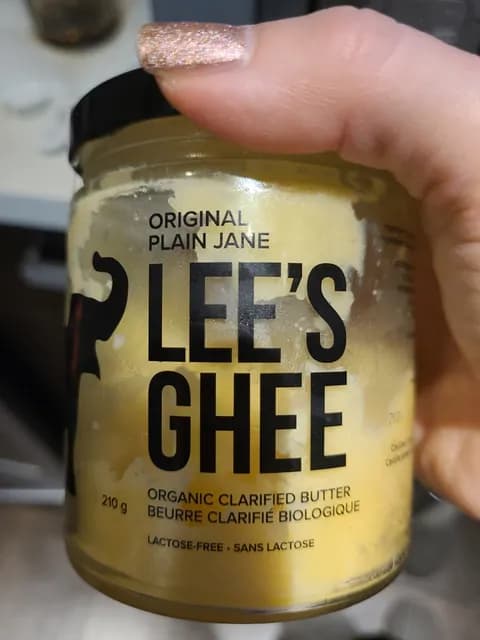 ORIGINAL
PLAIN JANE
LEE'S
GHEE
210 g
ORGANIC CLARIFIED BUTTER
BEURRE CLARIFIÉ BIOLOGIQUE
LACTOSE-FREE • SANS LACTOSE